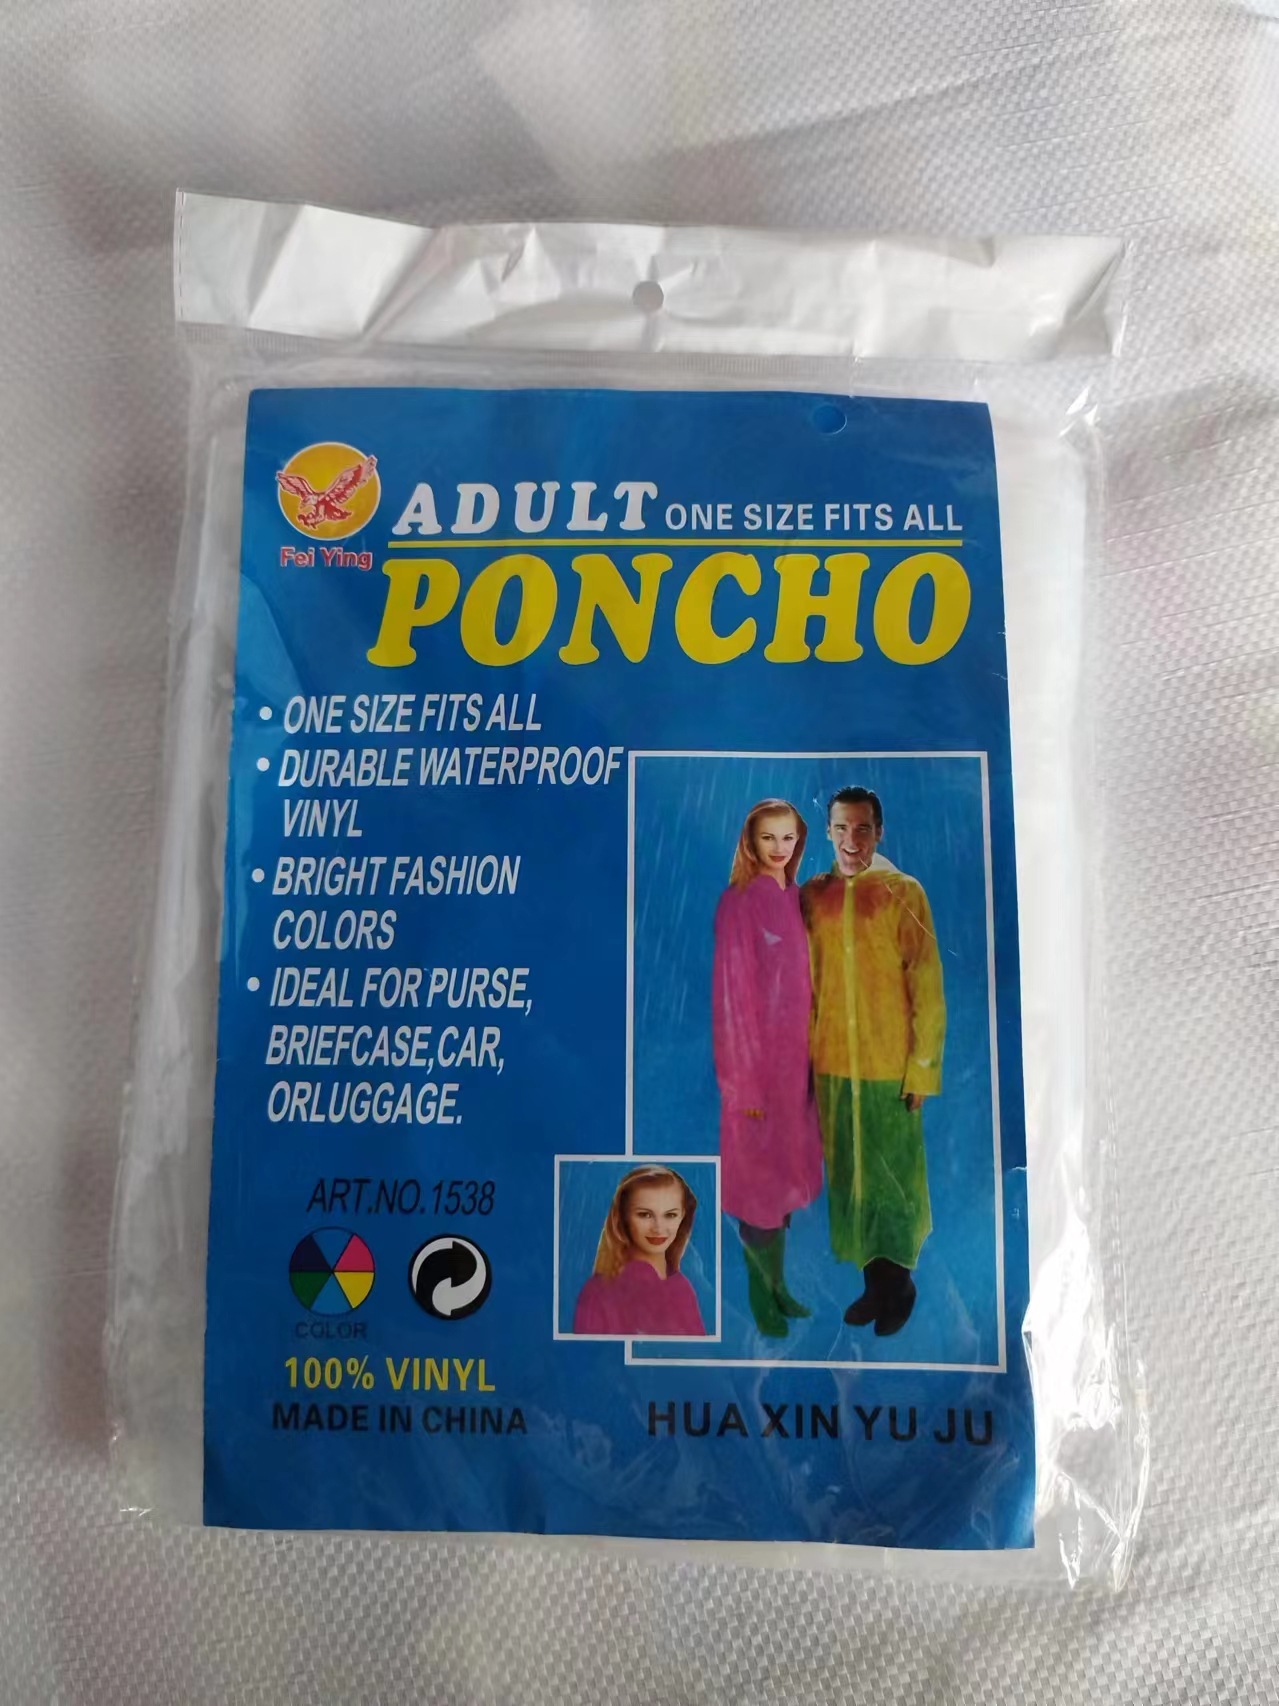 Fei Ying
ADULT ONE SIZE FITS ALL
PONCHO
• ONE SIZE FITS ALL
• DURABLE WATERPROOF
VINYL
• BRIGHT FASHION
COLORS
• IDEAL FOR PURSE,
BRIEFCASE,CAR,
ORLUGGAGE.
ART.NO.1538
COLOR
100% VINYL
MADE IN CHINA
HUA XIN YU JU